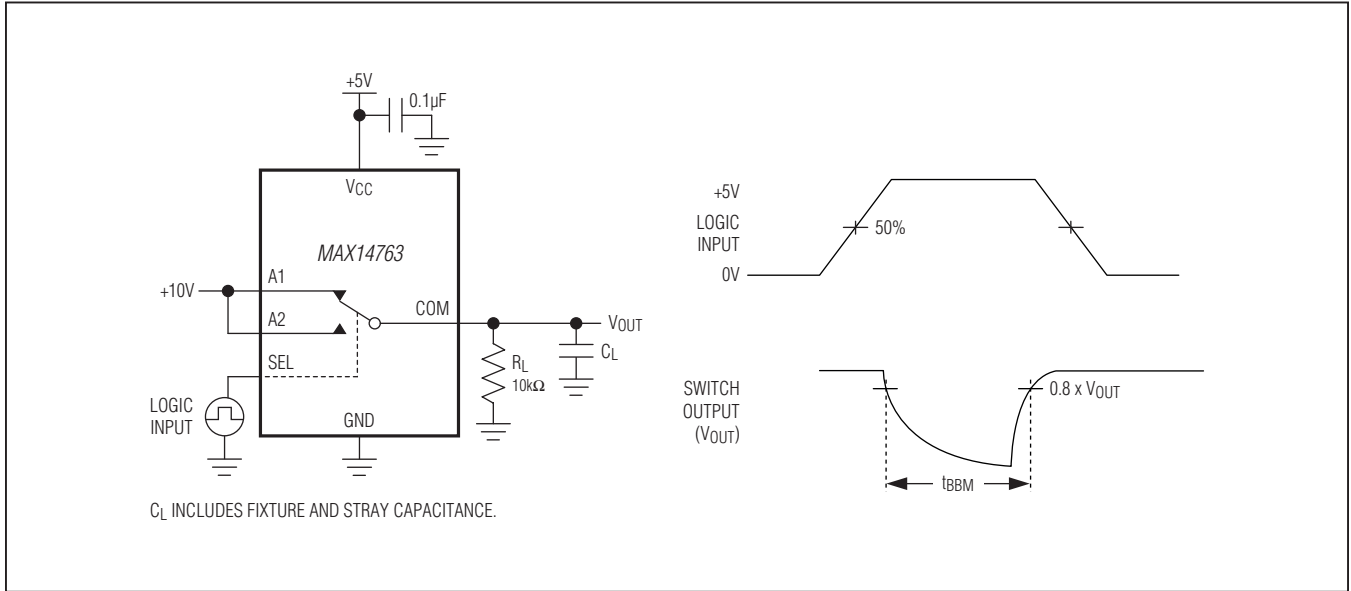 +5V
0.1µF
VCC
MAX14763
+10V
A1
A2
COM
VOUT
SEL
RL
10kΩ
CL
LOGIC
INPUT
GND
CL INCLUDES FIXTURE AND STRAY CAPACITANCE.
+5V
LOGIC
INPUT
50%
0V
SWITCH
OUTPUT
(VOUT)
0.8 x VOUT
tBBM